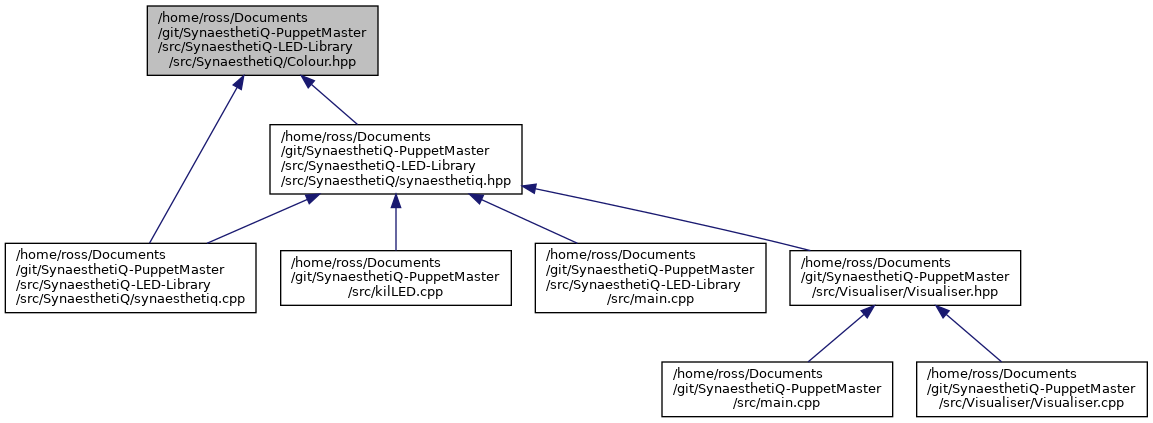 /home/ross/Documents
/git/SynaesthetiQ-PuppetMaster
/src/SynaesthetiQ-LED-Library
/src/SynaesthetiQ/Colour.hpp
/home/ross/Documents
/git/SynaesthetiQ-PuppetMaster
/src/SynaesthetiQ-LED-Library
/src/SynaesthetiQ/synaesthetiq.hpp
/home/ross/Documents
/git/SynaesthetiQ-PuppetMaster
/src/SynaesthetiQ-LED-Library
/src/SynaesthetiQ/synaesthetiq.cpp
/home/ross/Documents
/git/SynaesthetiQ-PuppetMaster
/src/kilLED.cpp
/home/ross/Documents
/git/SynaesthetiQ-PuppetMaster
/src/SynaesthetiQ-LED-Library
/src/main.cpp
/home/ross/Documents
/git/SynaesthetiQ-PuppetMaster
/src/Visualiser/Visualiser.hpp
/home/ross/Documents
/git/SynaesthetiQ-PuppetMaster
/src/main.cpp
/home/ross/Documents
/git/SynaesthetiQ-PuppetMaster
/src/Visualiser/Visualiser.cpp